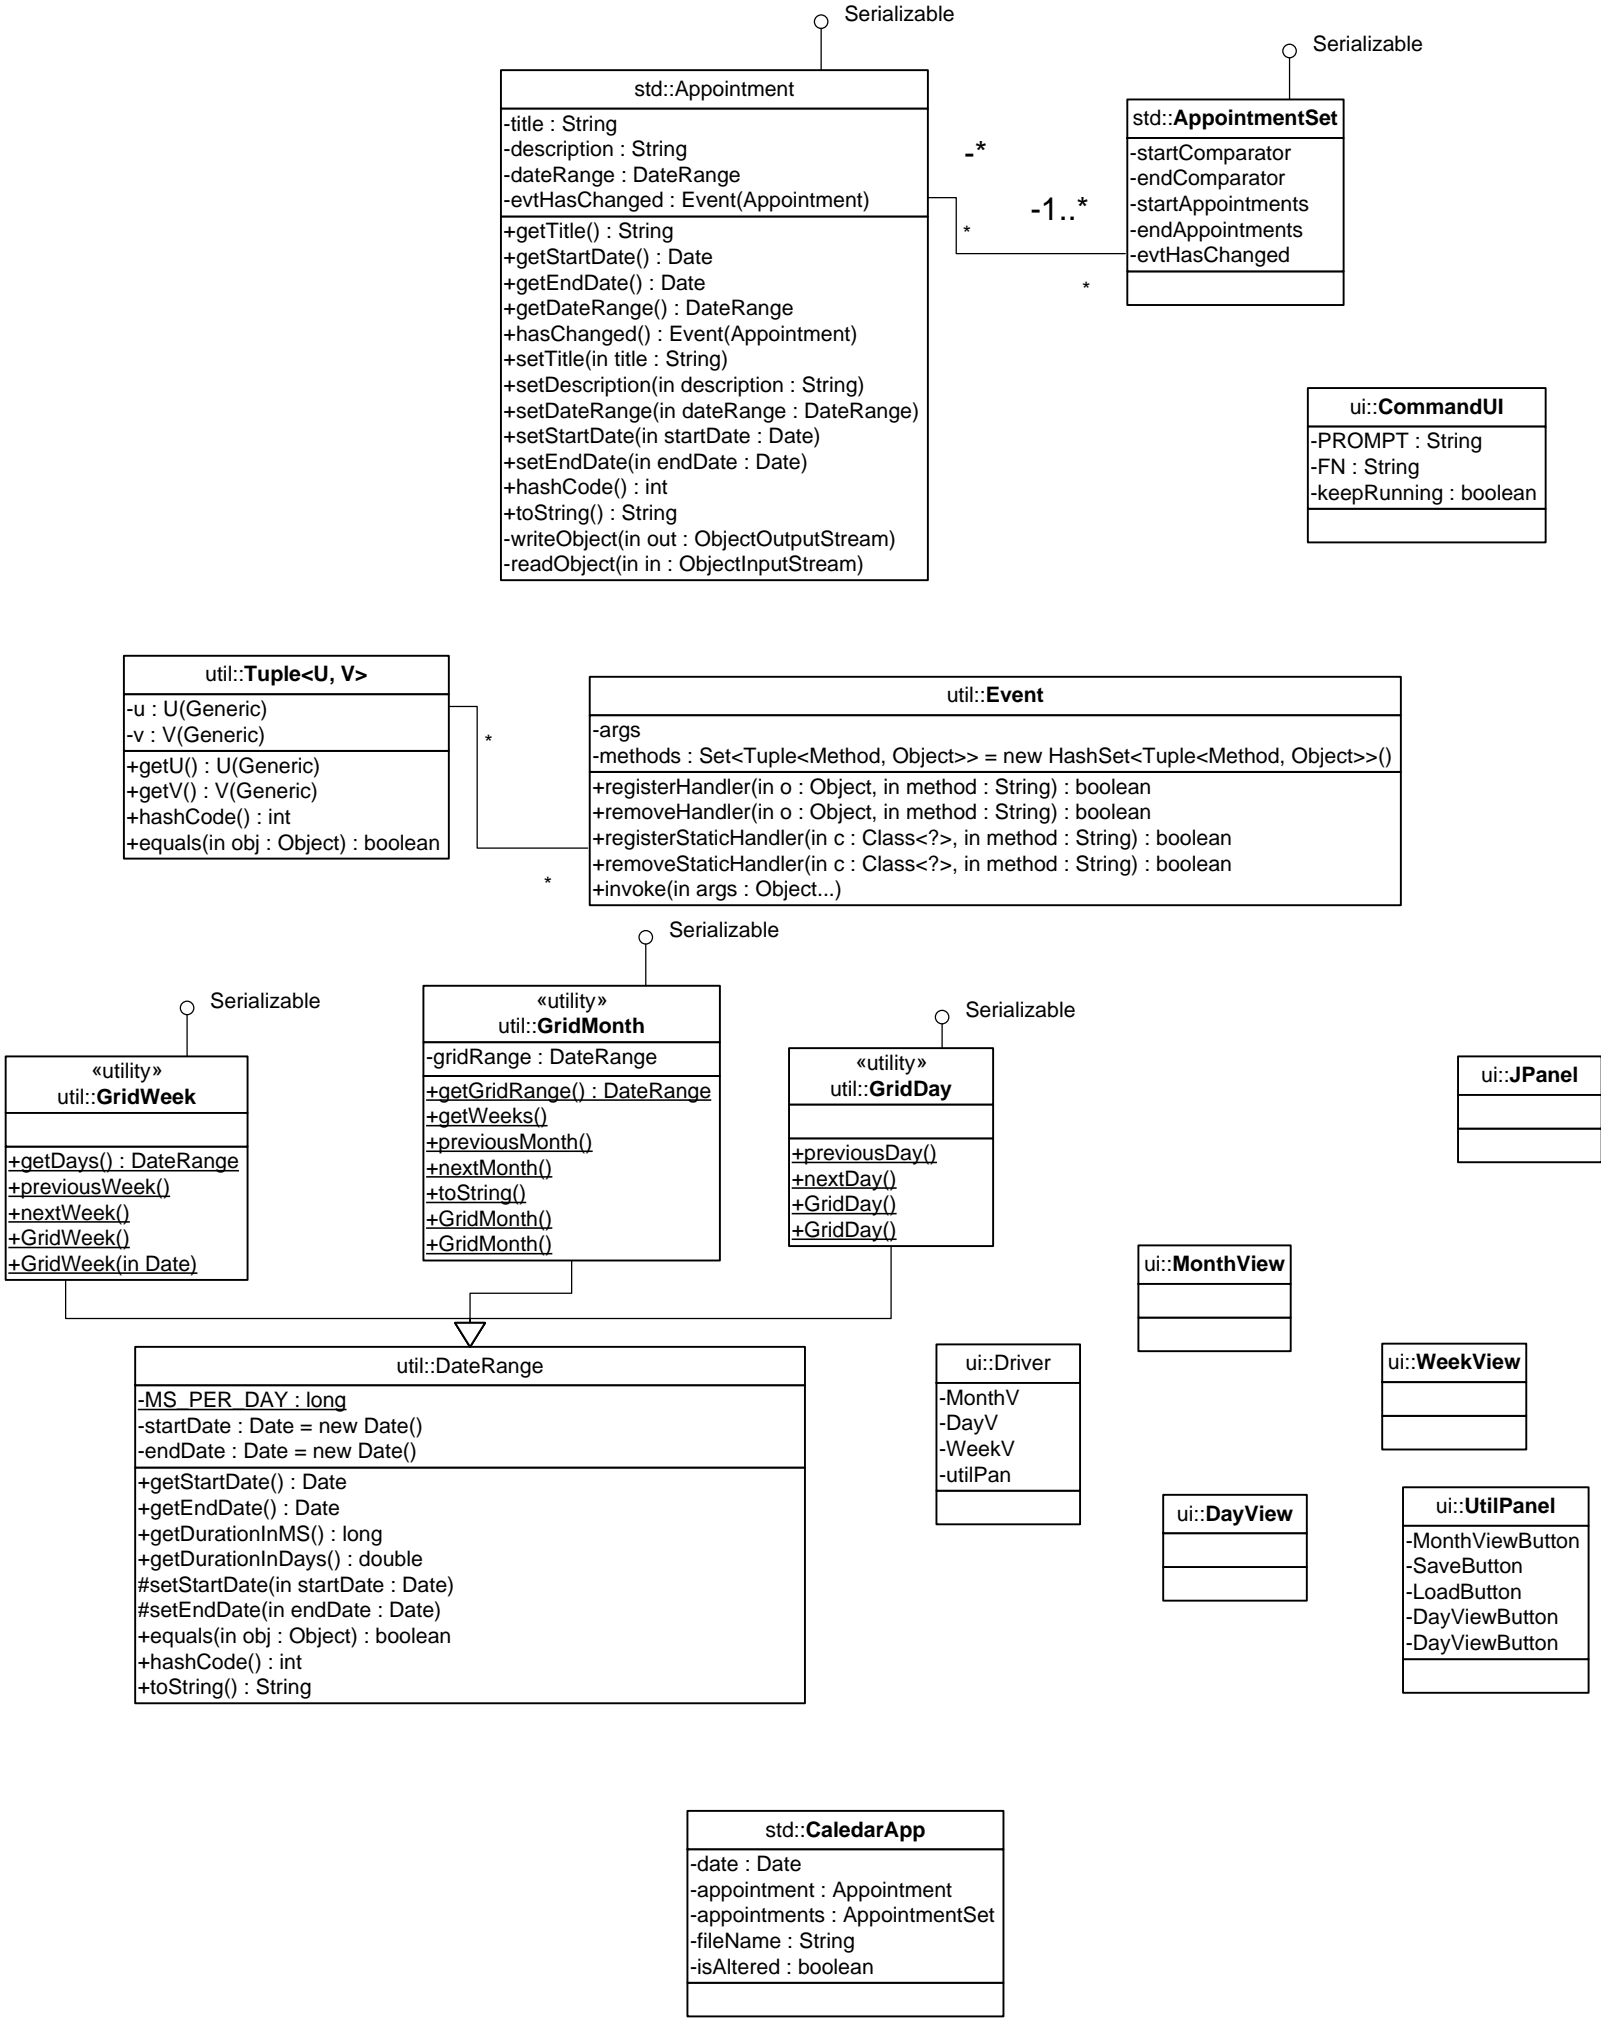 Serializable
Serializable
std::Appointment
-title : String
-description : String
-dateRange : DateRange
-evtHasChanged : Event(Appointment)
+getTitle() : String
+getStartDate() : Date
+getEndDate() : Date
+getDateRange() : DateRange
+hasChanged() : Event(Appointment)
+setTitle(in title : String)
+setDescription(in description : String)
+setDateRange(in dateRange : DateRange)
+setStartDate(in startDate : Date)
+setEndDate(in endDate : Date)
+hashCode() : int
+toString() : String
-writeObject(in out : ObjectOutputStream)
-readObject(in in : ObjectInputStream)
-*
-1..*
*
*
std::AppointmentSet
-startComparator
-endComparator
-startAppointments
-endAppointments
-evtHasChanged
ui::CommandUI
-PROMPT : String
-FN : String
-keepRunning : boolean
util::Tuple<U, V>
-u : U(Generic)
-v : V(Generic)
+getU() : U(Generic)
+getV() : V(Generic)
+hashCode() : int
+equals(in obj : Object) : boolean
*
*
util::Event
-args
-methods : Set<Tuple<Method, Object>> = new HashSet<Tuple<Method, Object>>()
+registerHandler(in o : Object, in method : String) : boolean
+removeHandler(in o : Object, in method : String) : boolean
+registerStaticHandler(in c : Class<?>, in method : String) : boolean
+removeStaticHandler(in c : Class<?>, in method : String) : boolean
+invoke(in args : Object...)
Serializable
«utility»
util::GridWeek
+getDays() : DateRange
+previousWeek()
+nextWeek()
+GridWeek()
+GridWeek(in Date)
Serializable
«utility»
util::GridMonth
-gridRange : DateRange
+getGridRange() : DateRange
+getWeeks()
+previousMonth()
+nextMonth()
+toString()
+GridMonth()
+GridMonth()
Serializable
«utility»
util::GridDay
+previousDay()
+nextDay()
+GridDay()
+GridDay()
ui::JPanel
ui::MonthView
util::DateRange
-MS_PER_DAY : long
-startDate : Date = new Date()
-endDate : Date = new Date()
+getStartDate() : Date
+getEndDate() : Date
+getDurationInMS() : long
+getDurationInDays() : double
#setStartDate(in startDate : Date)
#setEndDate(in endDate : Date)
+equals(in obj : Object) : boolean
+hashCode() : int
+toString() : String
ui::Driver
-MonthV
-DayV
-WeekV
-utilPan
ui::WeekView
ui::DayView
ui::UtilPanel
-MonthViewButton
-SaveButton
-LoadButton
-DayViewButton
-DayViewButton
std::CaledarApp
-date : Date
-appointment : Appointment
-appointments : AppointmentSet
-fileName : String
-isAltered : boolean